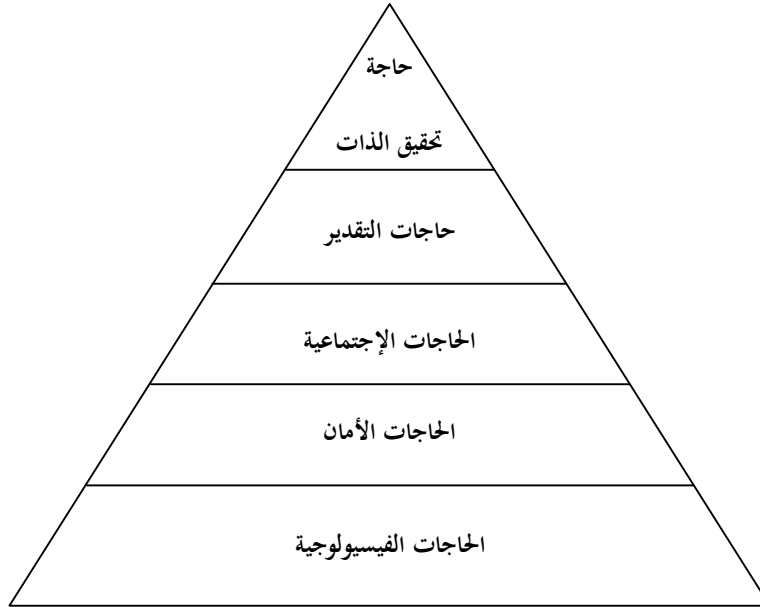 حاجة
تحقيق الذات
حاجات التقدير
الحاجات الإجتماعية
الحاجات الأمان
الحاجات الفيسيولوجية